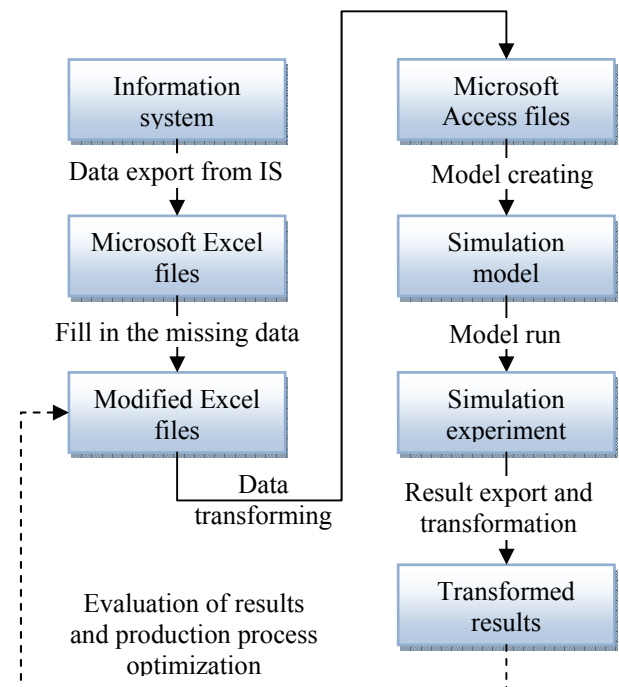 Information
system
Data export from IS
Microsoft Excel
files
Fill in the missing data
Modified Excel
files
Data
transforming
Microsoft
Access files
Model creating
Simulation
model
Model run
Simulation
experiment
Result export and
transformation
Transformed
results
Evaluation of results
and production process
optimization